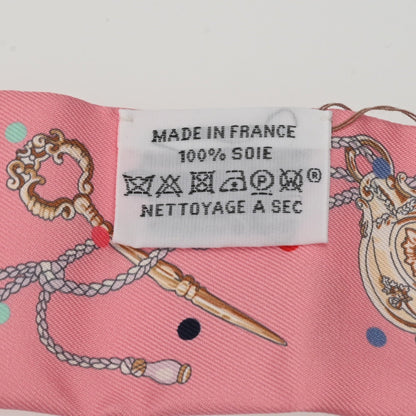 MADE IN FRANCE
100% SOIE
P W ®
NETTOYAGE A SEC